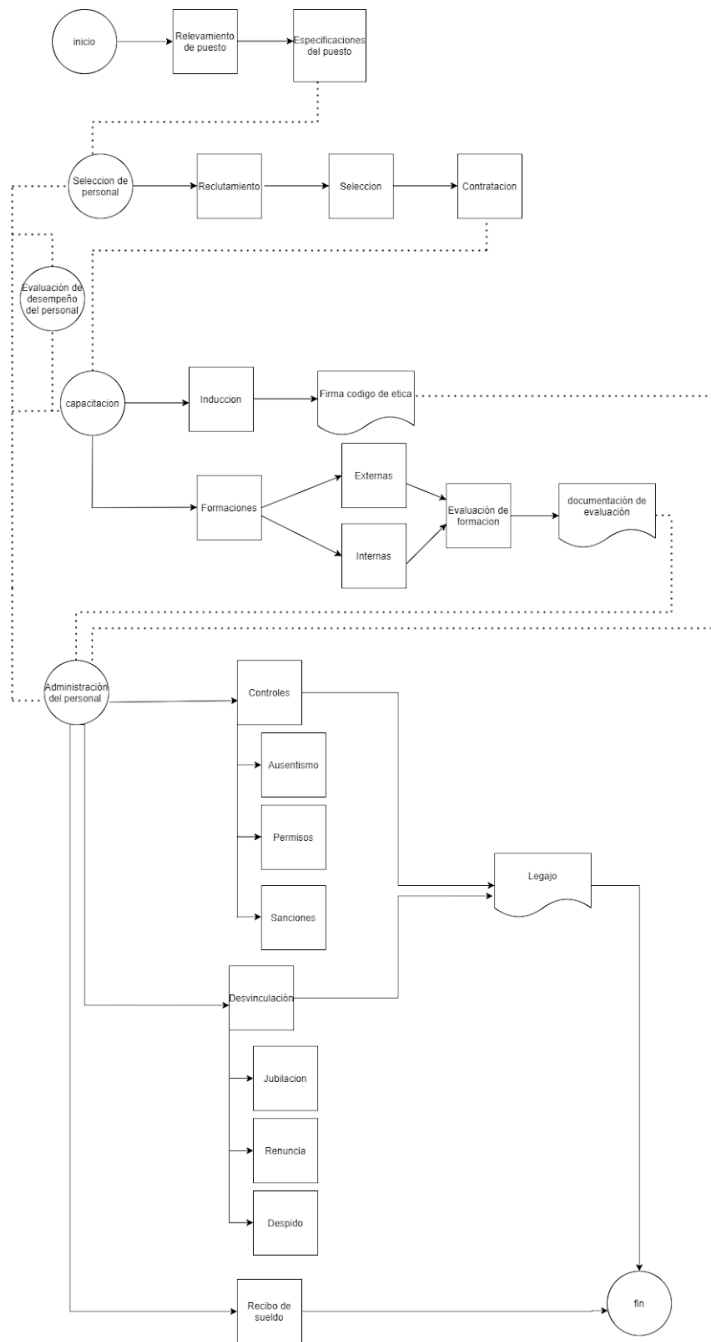 inicio
Relevamiento
de puesto
Especificaciones
del puesto
Seleccion de
personal
Reclutamiento
Seleccion
Contratacion
Evaluación de
desempeño
del personal
capacitacion
Induccion
Firma codigo de etica
Formaciones
Externas
Internas
Evaluación de
formacion
documentación de
evaluación
Administración
del personal
Controles
Ausentismo
Permisos
Sanciones
Legajo
Desvinculación
Jubilacion
Renuncia
Despido
Recibo de
sueldo
fin